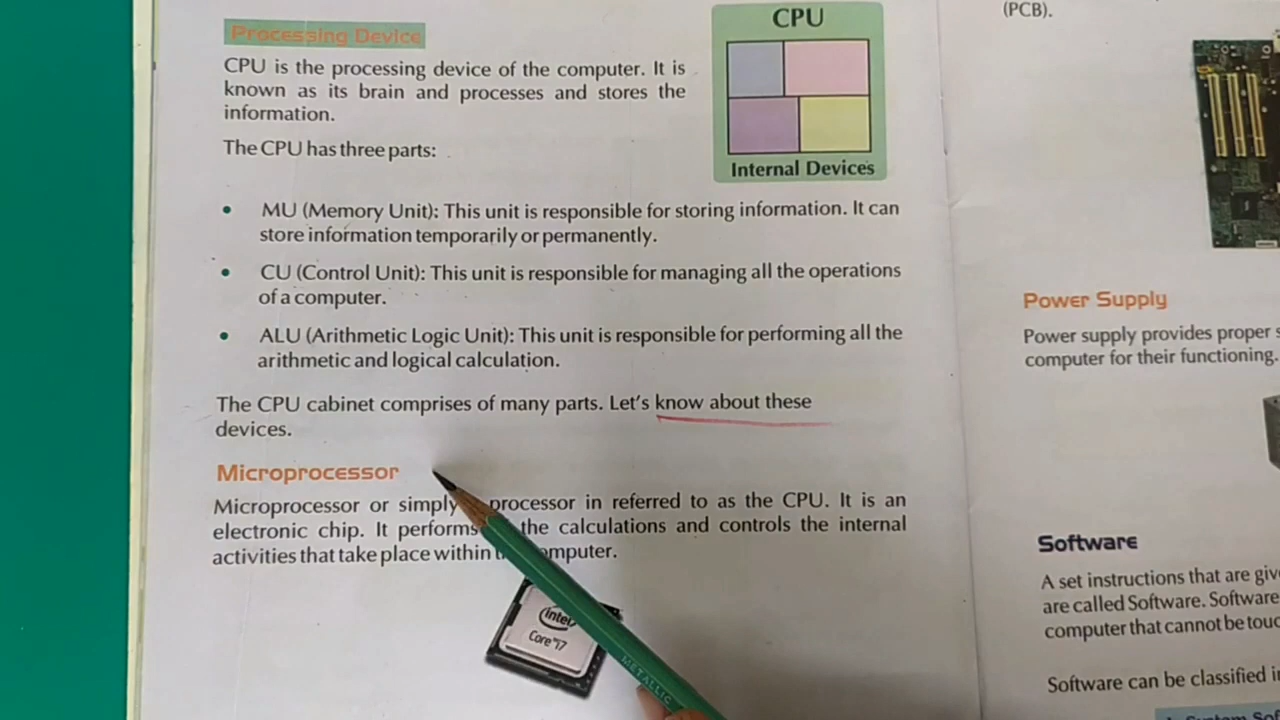 Processing Device
CPU is the processing device of the computer. It is
known as its brain and processes and stores the
information.
The CPU has three parts:
CPU
Internal Devices
• MU (Memory Unit): This unit is responsible for storing information. It can
store information temporarily or permanently.
• CU (Control Unit): This unit is responsible for managing all the operations
of a computer.
• ALU (Arithmetic Logic Unit): This unit is responsible for performing all the
arithmetic and logical calculation.
The CPU cabinet comprises of many parts. Let's know about these
devices.
Microprocessor
Microprocessor or simply processor in referred to as the CPU. It is an
electronic chip. It performs the calculations and controls the internal
activities that take place within computer.
intel
Core i7
METALLIC
(PCB).
Power Supply
Power supply provides proper
computer for their functioning.
Software
A set instructions that are
are called Software. Software
computer that cannot be
Software can be classified